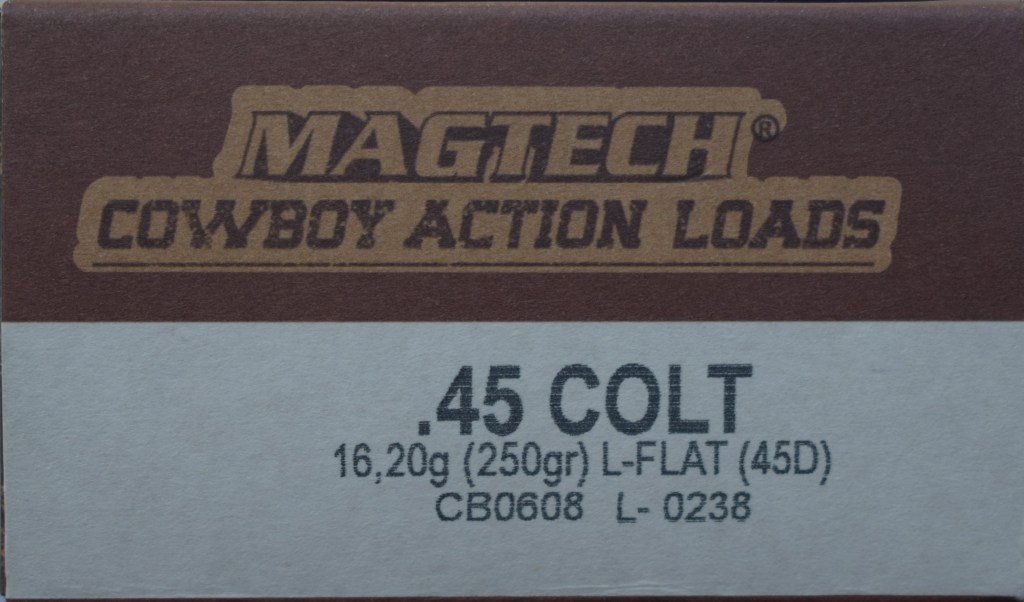 MAGTECH®
COWBOY ACTION LOADS
.45 COLT
16,20g (250gr) L-FLAT (45D)
CB0608 L- 0238